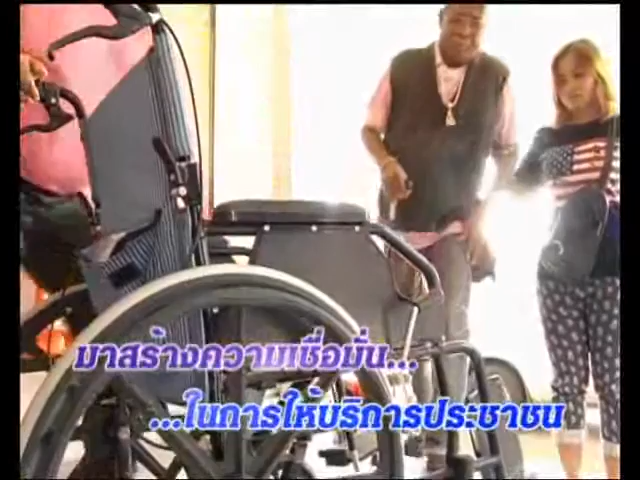 มาสร้างความเชื่อมั่น...
...ในการให้บริการประชาชน